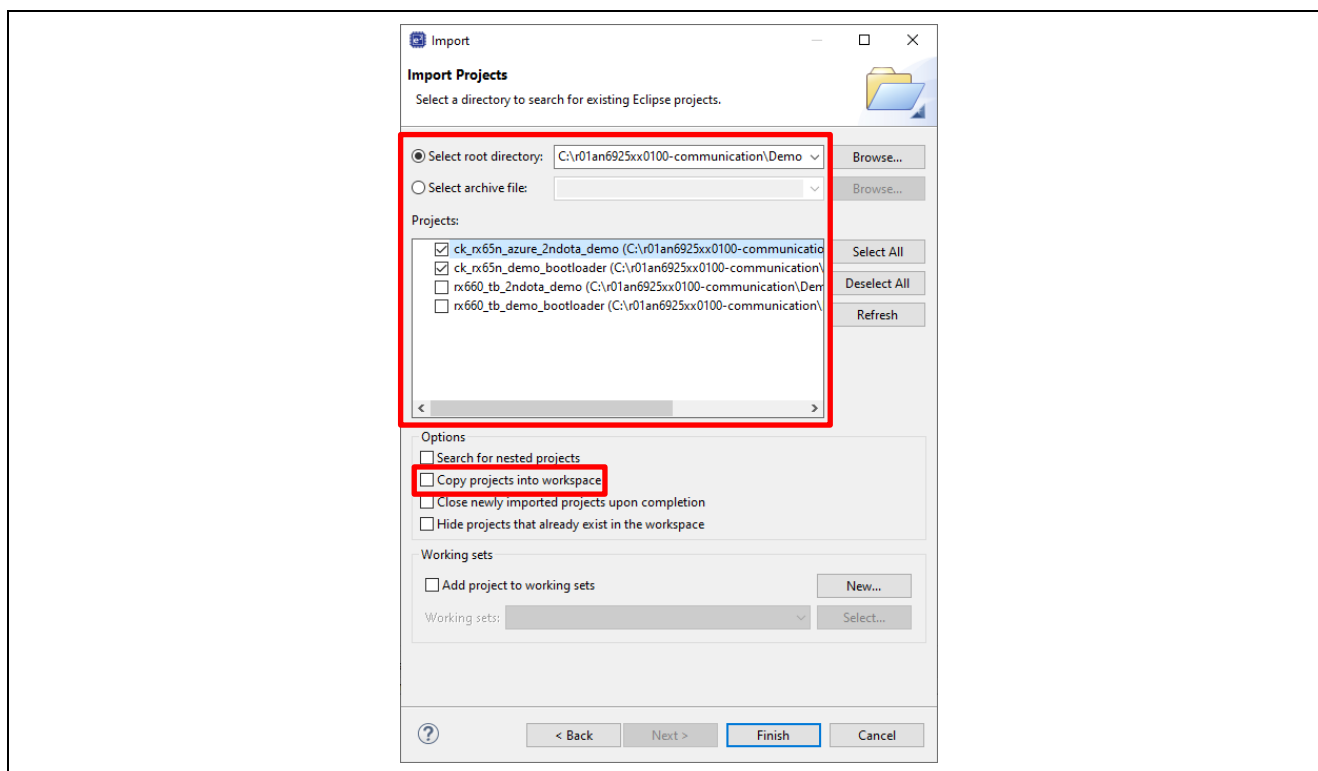 Import
Import Projects
Select a directory to search for existing Eclipse projects.
Select root directory: C:\r01an6925xx0100-communication\Demo Browse...
Select archive file: Browse...
Projects:
ck_rx65n_azure_2ndota_demo (C:\r01an6925xx0100-communicatio Select All
ck_rx65n_demo_bootloader (C:\r01an6925xx0100-communication\
rx660_tb_2ndota_demo (C:\r01an6925xx0100-communication\Dem Deselect All
rx660_tb_demo_bootloader (C:\r01an6925xx0100-communication\
Refresh
Options
Search for nested projects
Copy projects into workspace
Close newly imported projects upon completion
Hide projects that already exist in the workspace
Working sets
Add project to working sets New...
Working sets: Select...
? < Back Next > Finish Cancel